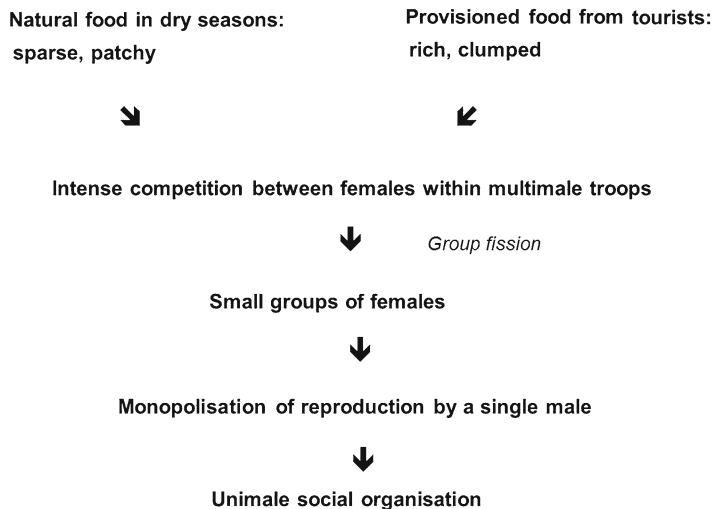 Natural food in dry seasons:
sparse, patchy
Provisioned food from tourists:
rich, clumped
Intense competition between females within multimale troops
Group fission
Small groups of females
Monopolisation of reproduction by a single male
Unimale social organisation